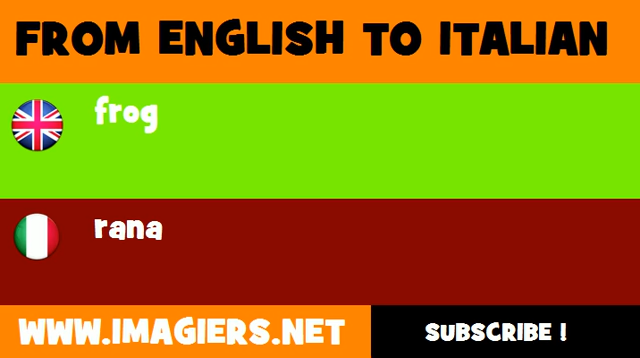 FROM ENGLISH TO ITALIAN
frog
rana
WWW.IMAGIERS.NET
SUBSCRIBE !